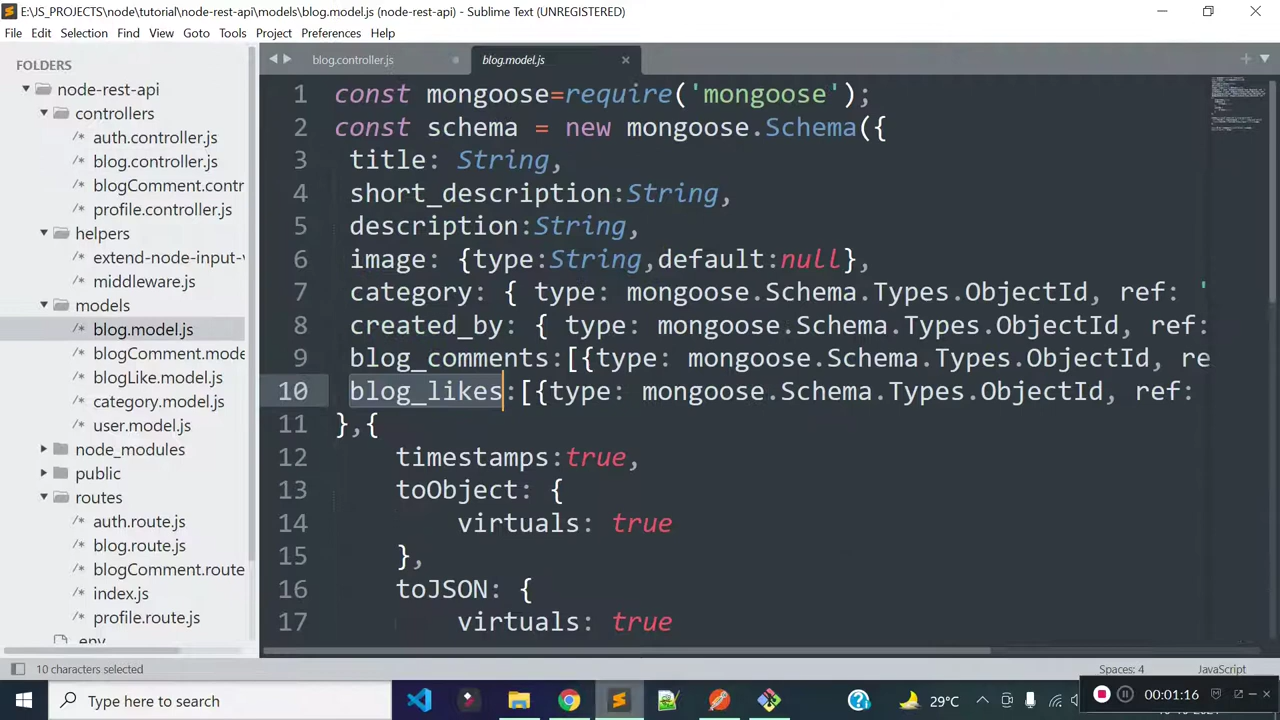 E:\JS_PROJECTS\node\tutorial\node-rest-api\models\blog.model.js (node-rest-api) - Sublime Text (UNREGISTERED)
File Edit Selection Find View Goto Tools Project Preferences Help
FOLDERS
node-rest-api
controllers
/* auth.controller.js
/* blog.controller.js
/* blogComment.contr
/* profile.controller.js
helpers
/* extend-node-input-v
/* middleware.js
models
/* blog.model.js
/* blogComment.mode
/* blogLike.model.js
/* category.model.js
/* user.model.js
node_modules
public
routes
/* auth.route.js
/* blog.route.js
/* blogComment.route
/* index.js
/* profile.route.js
.env
blog.controller.js
blog.model.js
1 const mongoose=require('mongoose');
2 const schema = new mongoose.Schema({
3 title: String,
4 short_description:String,
5 description:String,
6 image: {type:String,default:null},
7 category: { type: mongoose.Schema.Types.ObjectId, ref: '
8 created_by: { type: mongoose.Schema.Types.ObjectId, ref:
9 blog_comments:[{type: mongoose.Schema.Types.ObjectId, re
10 blog_likes:[{type: mongoose.Schema.Types.ObjectId, ref:
11 },{
12 timestamps:true,
13 toObject: {
14 virtuals: true
15 },
16 toJSON: {
17 virtuals: true
10 characters selected
Spaces: 4
JavaScript
Type here to search
29°C
00:01:16